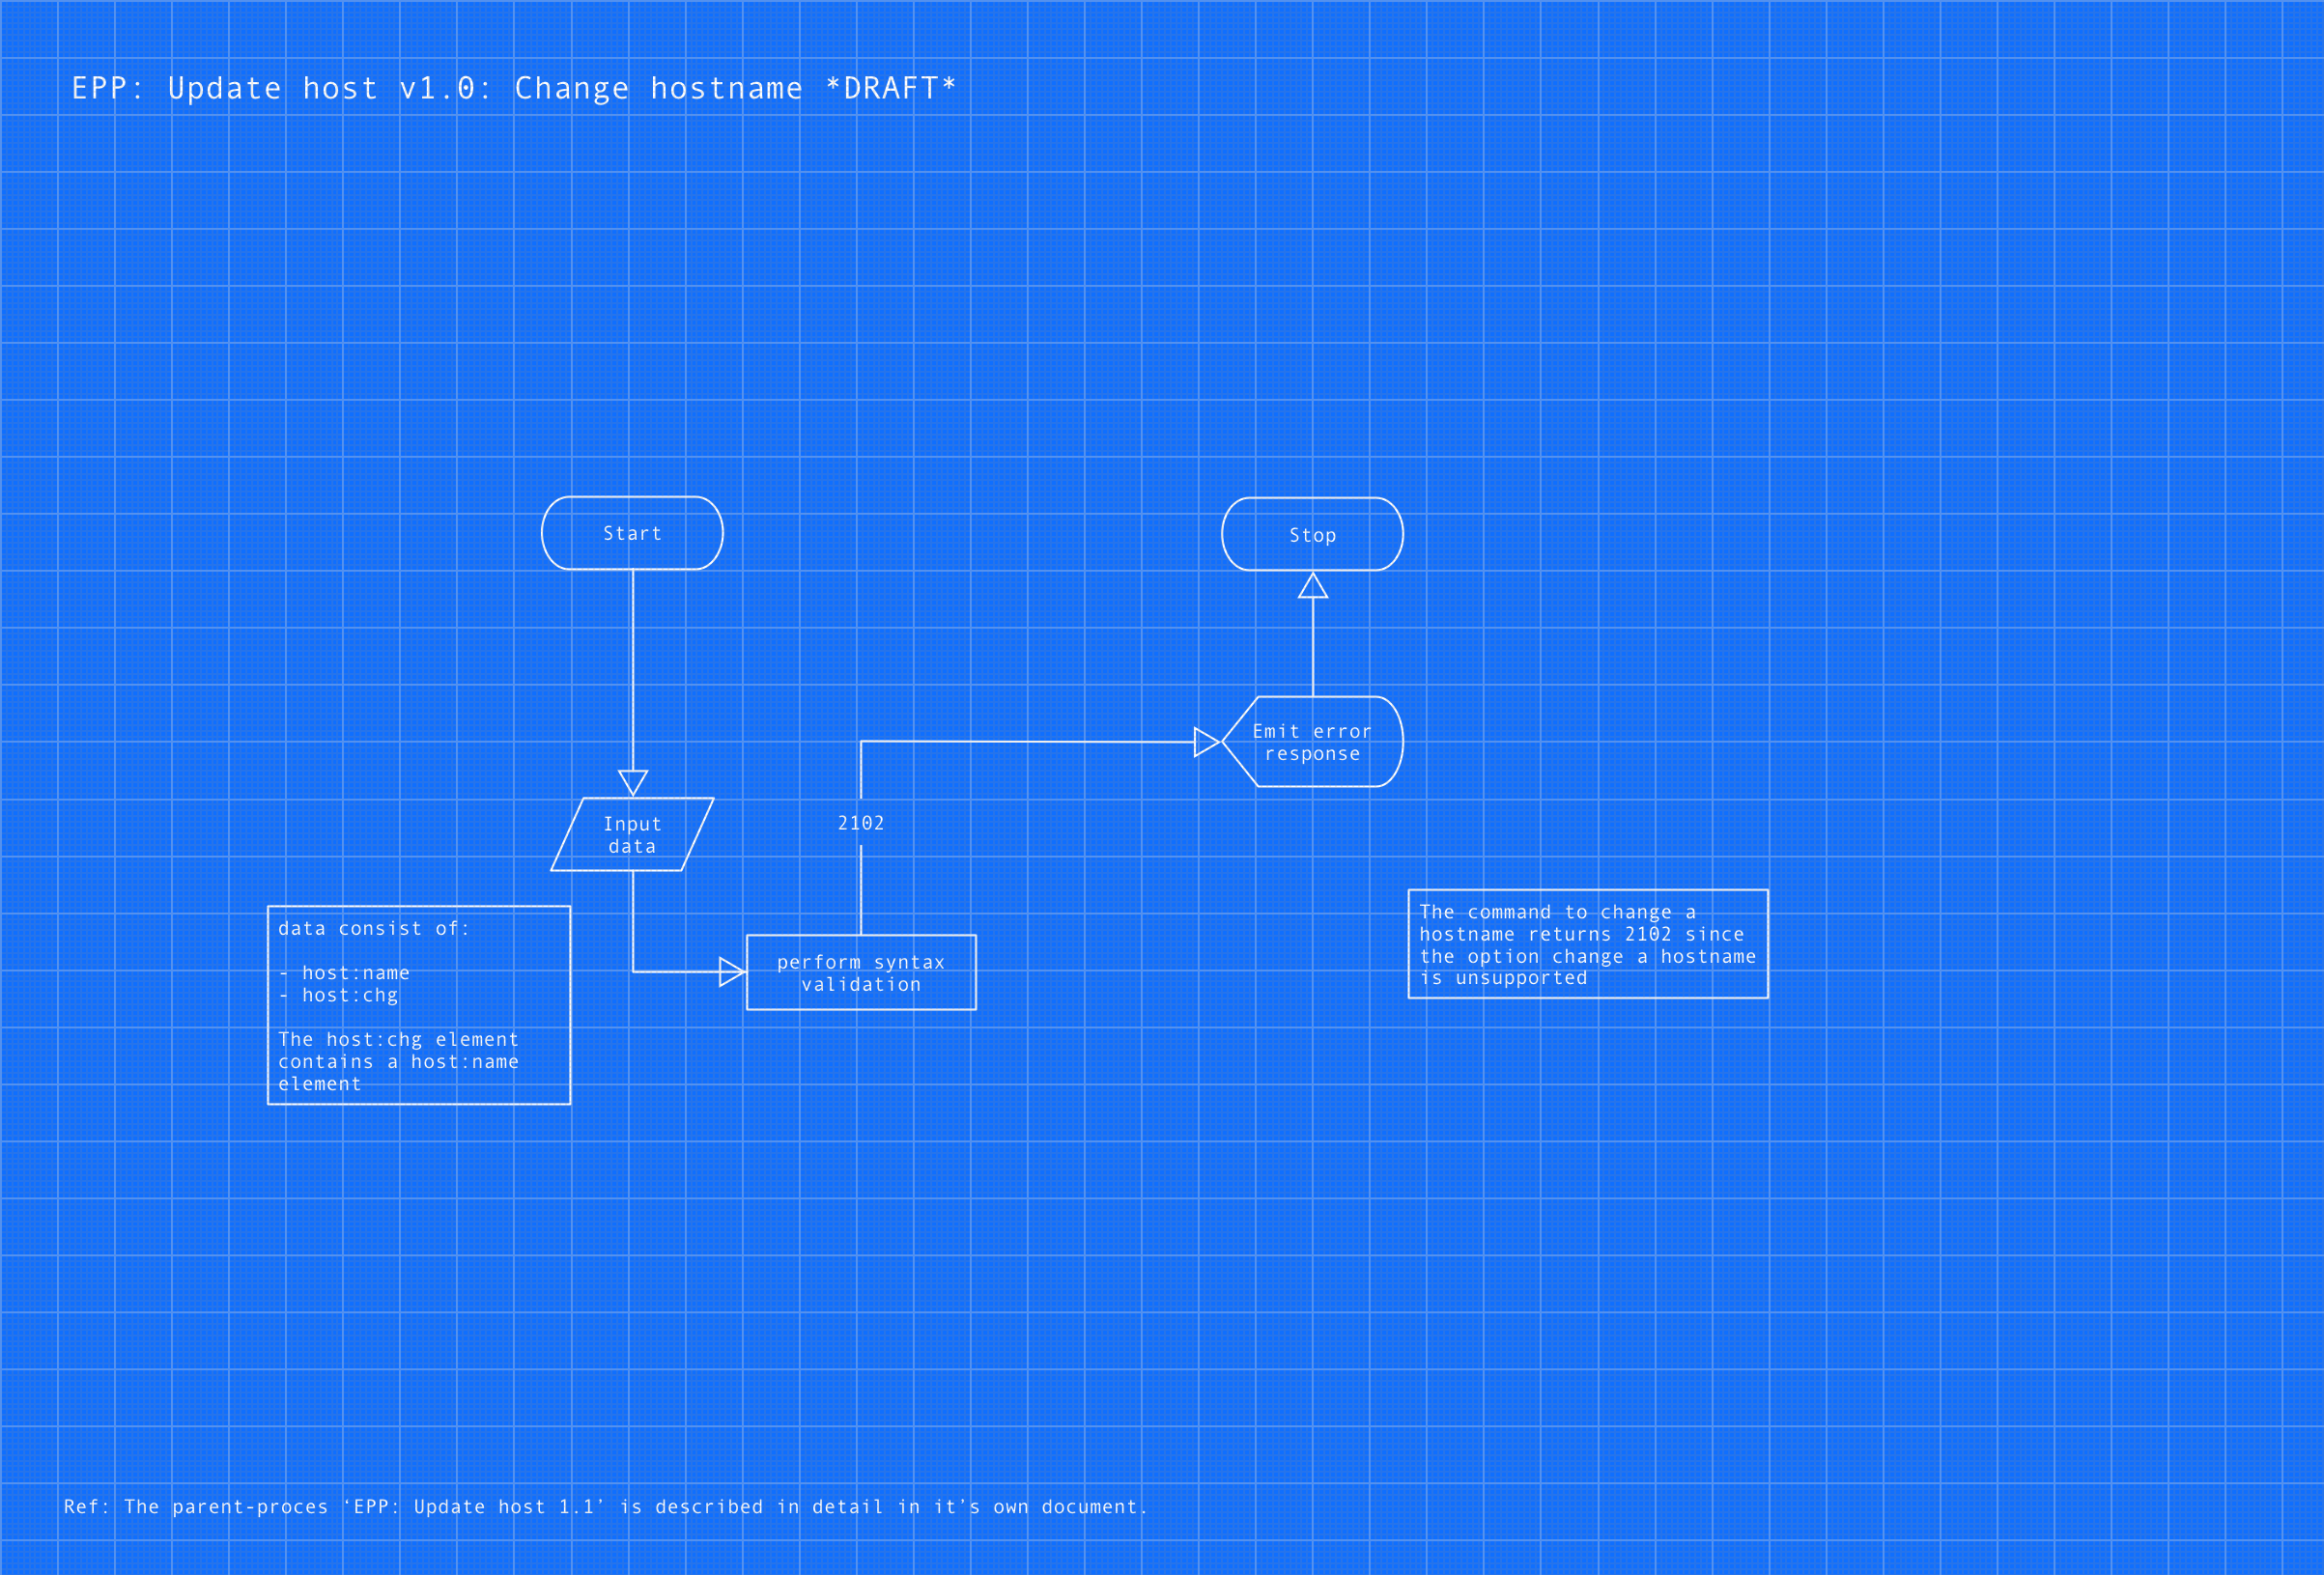 EPP: Update host v1.0: Change hostname *DRAFT*
Start
Stop
Emit error
response
Input
data
2102
data consist of:
- host:name
- host:chg
The host:chg element
contains a host:name
element
perform syntax
validation
The command to change a
hostname returns 2102 since
the option change a hostname
is unsupported
Ref: The parent-proces ‘EPP: Update host 1.1’ is described in detail in it’s own document.